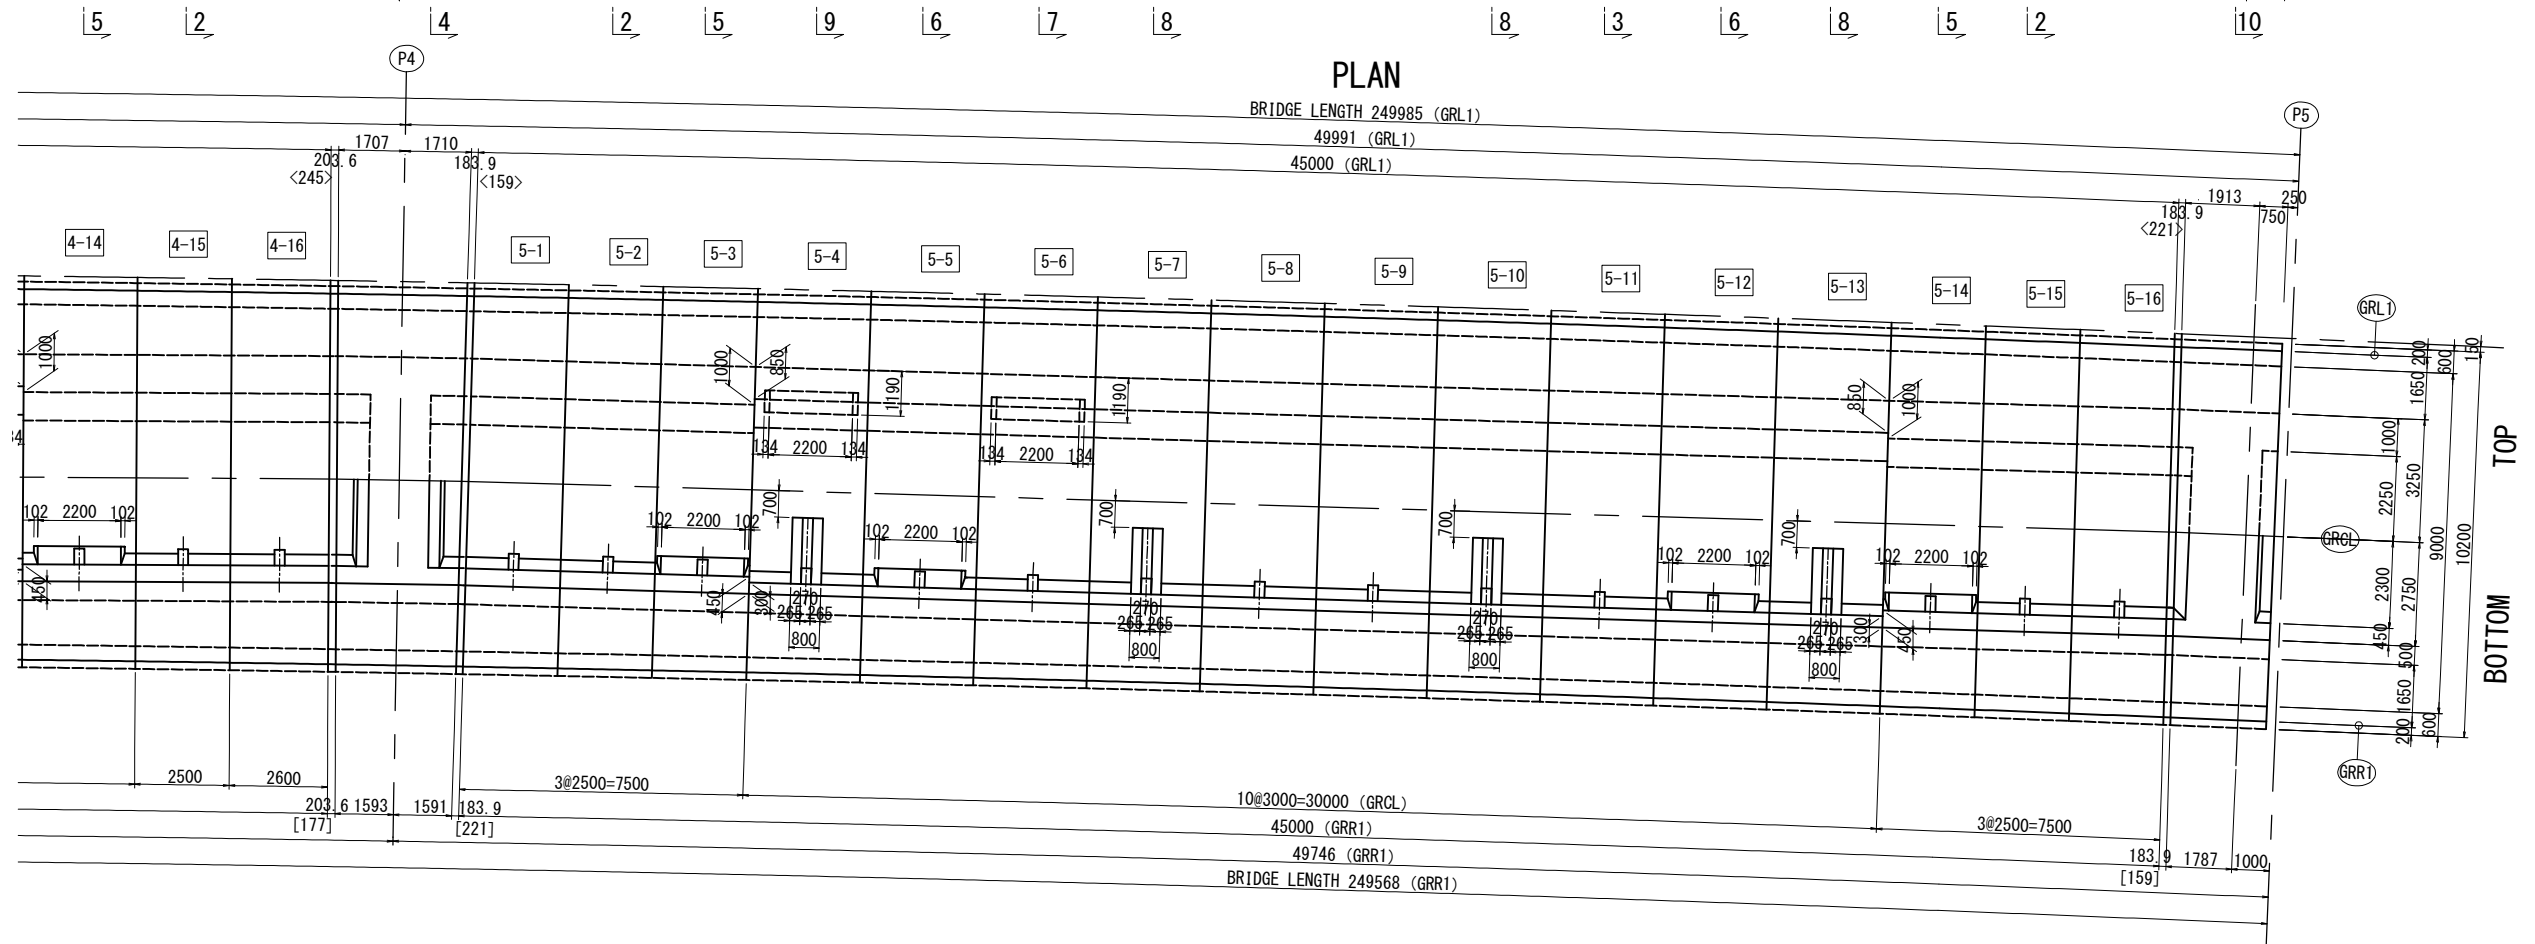 5 2 4 2 5 9 6 7 8 8 3 6 8 5 2 10
P4
PLAN
BRIDGE LENGTH 249985 (GRL1)
P5
49991 (GRL1)
1707 1710
203.6 183.9
45000 (GRL1)
<245> <159>
1913 250
183.9 750
<221>
4-14 4-15 4-16 5-1 5-2 5-3 5-4 5-5 5-6 5-7 5-8 5-9 5-10 5-11 5-12 5-13 5-14 5-15 5-16
GRL1
1000 1000 850 1190 1190 850 1000
150
200 600
1650
1000
3250
2250
9000
10200
TOP
134 2200 134 134 2200 134
700 700 700 700
GRCL
102 2200 102 102 2200 102 102 2200 102 102 2200 102 102 2200 102
450 450 300 300 450
270 270 270 270
265 265 265 265 265 265 265 265
800 800 800 800
2300
2750
450
500
1650
200 600
BOTTOM
GRR1
2500 2600 3@2500=7500
10@3000=30000 (GRCL)
3@2500=7500
203.6 1593 1591 183.9
[177] [221]
45000 (GRR1)
49746 (GRR1)
183.9 1787 1000
[159]
BRIDGE LENGTH 249568 (GRR1)